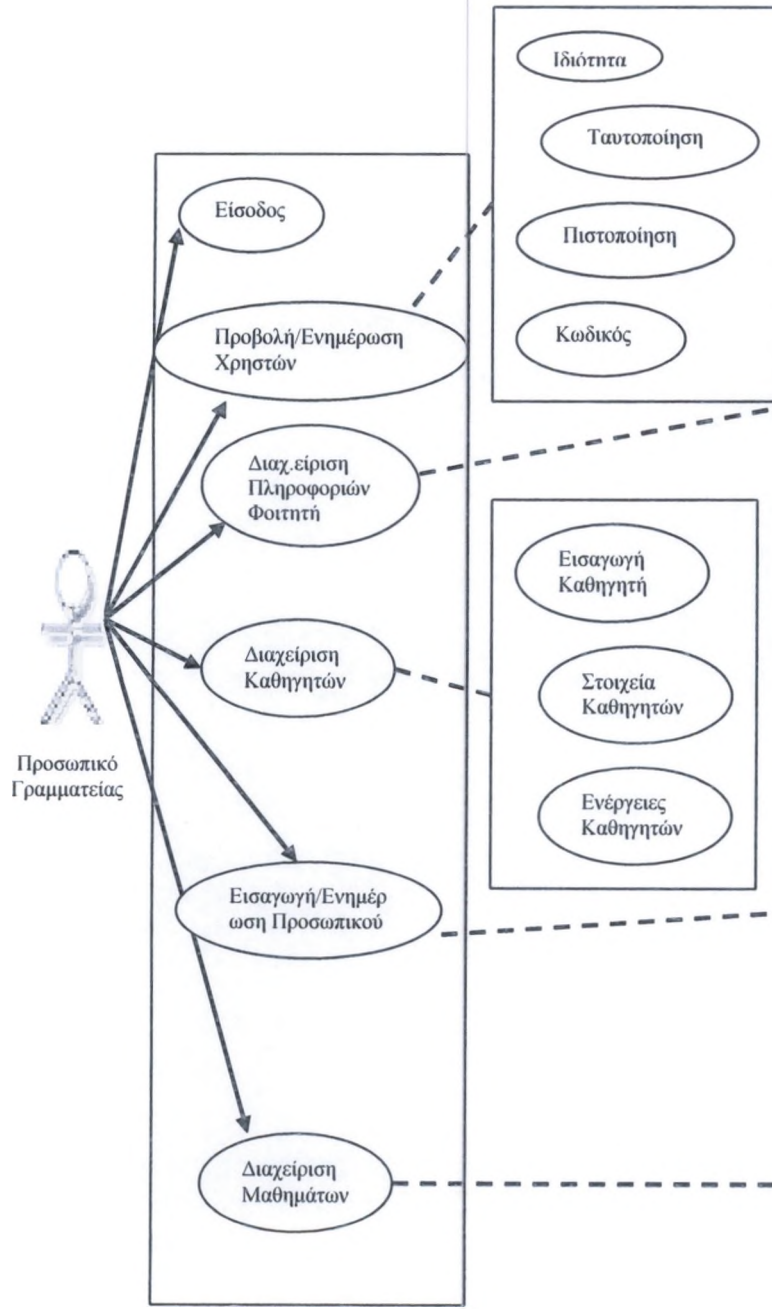 Ιδιότητα
Ταυτοποίηση
Πιστοποίηση
Κωδικός
Είσοδος
Προβολή/Ενημέρωση
Χρηστών
Διαχ.είριση
Πληροφοριών
Φοιτητή
Διαχείριση
Καθηγητών
Εισαγωγή
Καθηγητή
Στοιχεία
Καθηγητών
Ενέργειες
Καθηγητών
Προσωπικό
Γραμματείας
Εισαγωγή/Ενημέρ
ωση Προσωπικού
Διαχείριση
Μαθημάτων